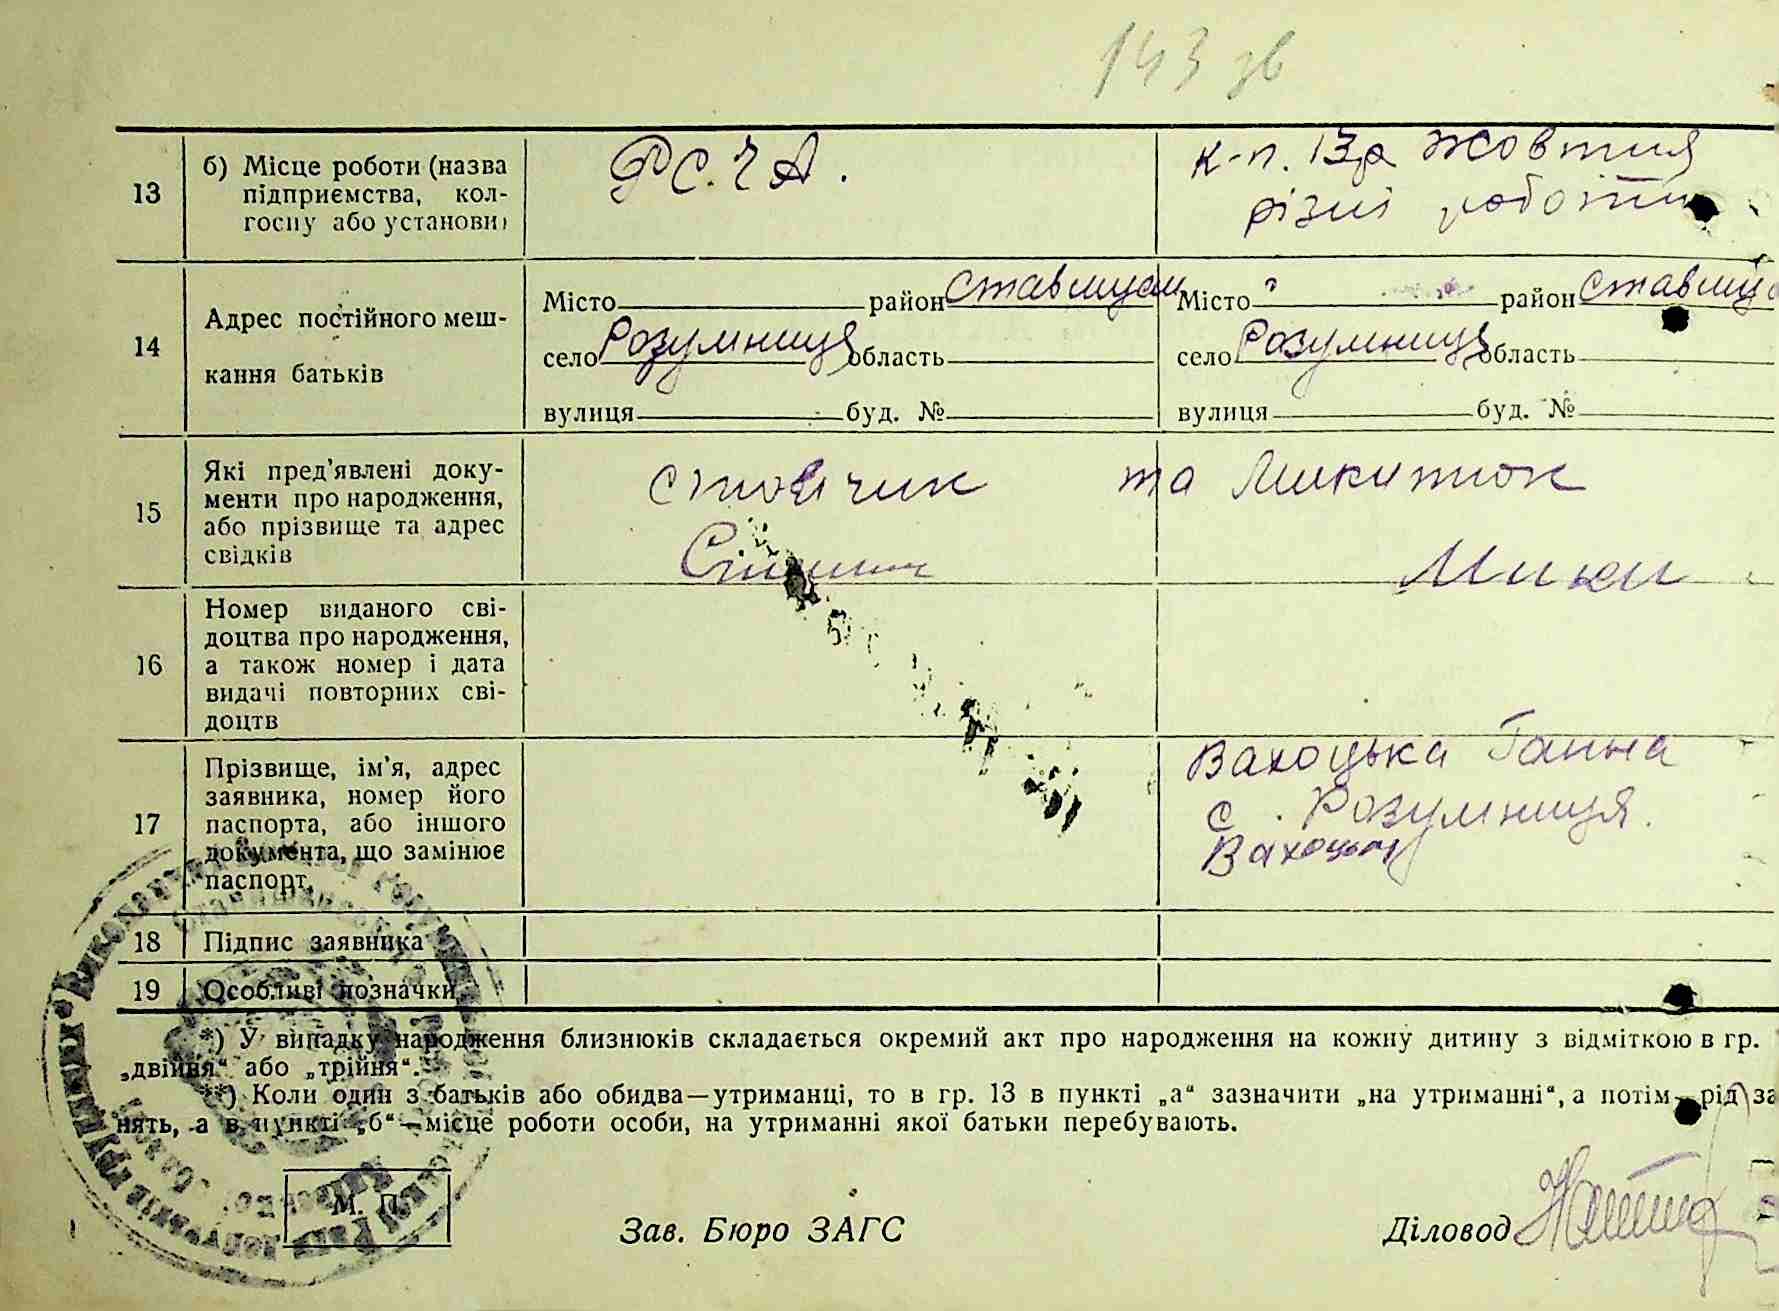 143 зв
13
б) Місце роботи (назва підприємства, кол-
госпу або установи)
РС.ЧА.
к-п. 13р Жовтня
різні роботи
14
Адрес постійного меш-
кання батьків
Місто район Ставищан
село Розумниця область
вулиця буд. №
Місто район Ставищ
село Розумниця область
вулиця буд. №
15
Які пред'явлені доку-
менти про народження,
або прізвище та адрес
свідків
та Микитюк
Мики
16
Номер виданого сві-
доцтва про народження,
а також номер і дата
видачі повторних сві-
доцтв
17
Прізвище, ім'я, адрес
заявника, номер його
паспорта, або іншого
документа, що замінює
паспорт,
Вахоцька Ганна
с. Розумниця.
Вахоцька
18 Підпис заявника
19 Особливі позначки
*) У випадку народження близнюків складається окремий акт про народження на кожну дитину з відміткою в гр.
„двійня“ або „трійня“.
**) Коли один з батьків або обидва—утриманці, то в гр. 13 в пункті „а“ зазначити „на утриманні“, а потім—рід за
нять, а в пункті „б“—місце роботи особи, на утриманні якої батьки перебувають.
М. П.
Зав. Бюро ЗАГС
Діловод